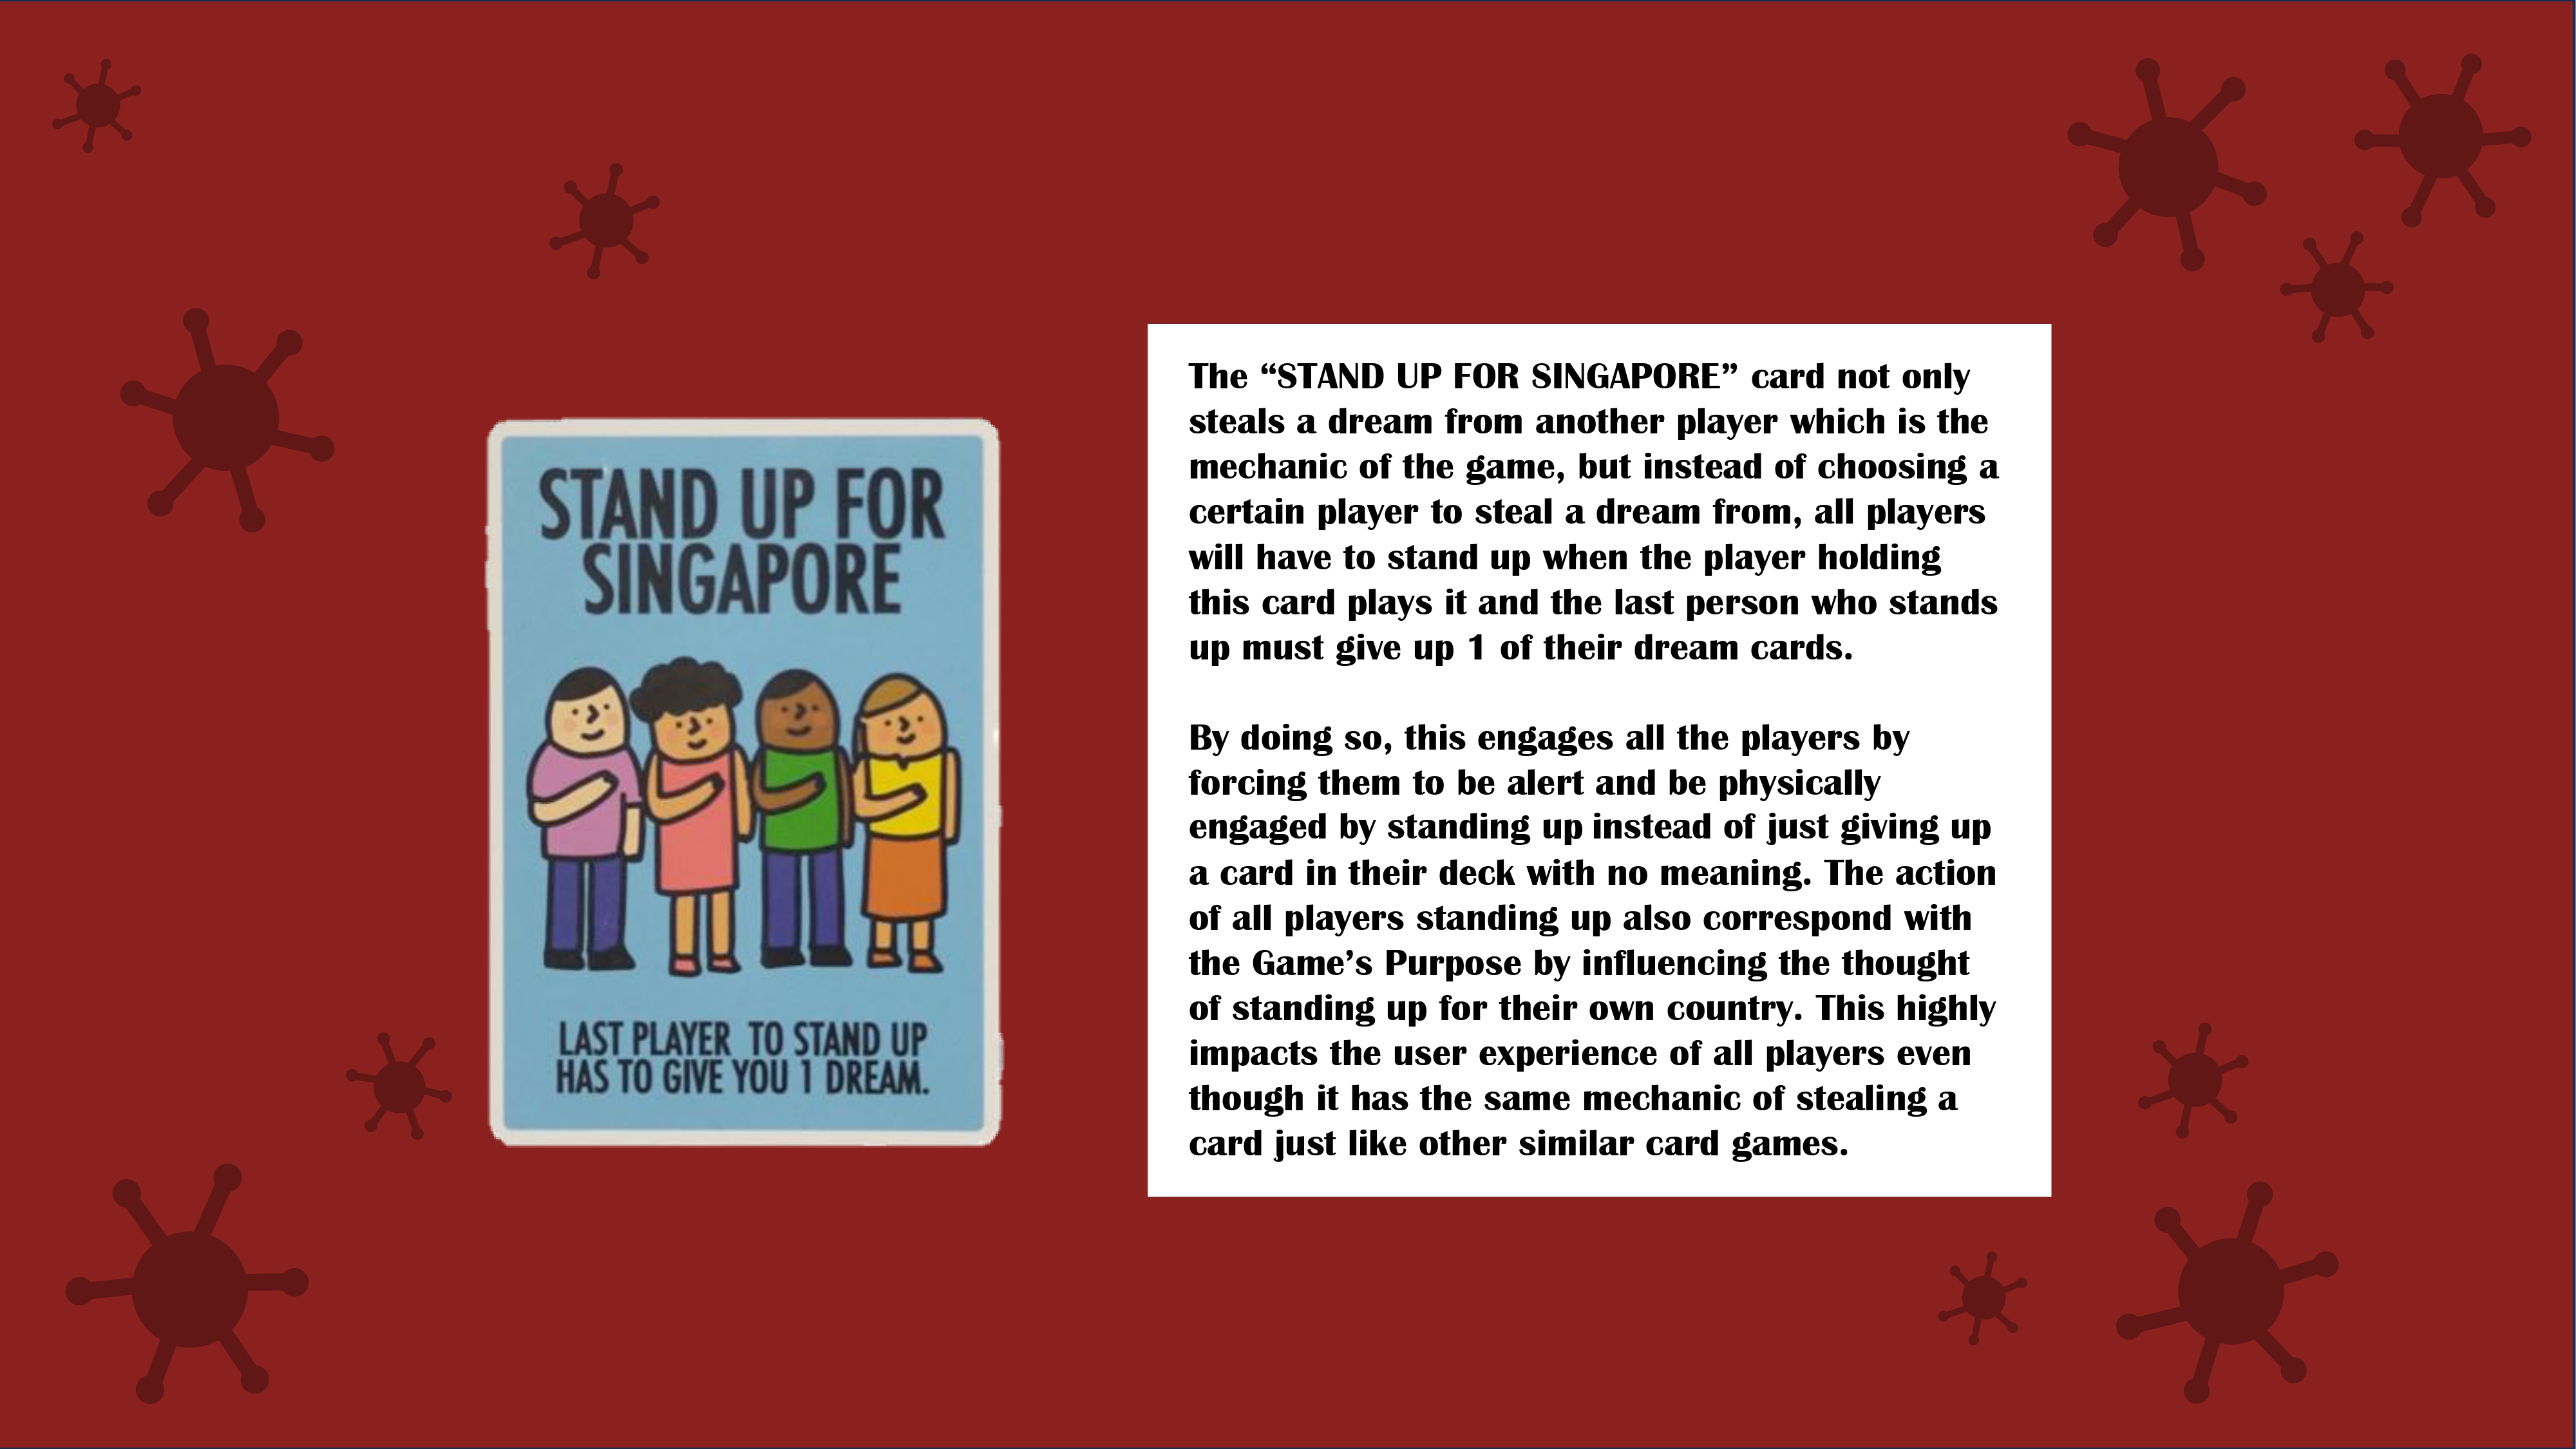 STAND UP FOR
SINGAPORE
LAST PLAYER TO STAND UP
HAS TO GIVE YOU 1 DREAM.
The “STAND UP FOR SINGAPORE” card not only
steals a dream from another player which is the
mechanic of the game, but instead of choosing a
certain player to steal a dream from, all players
will have to stand up when the player holding
this card plays it and the last person who stands
up must give up 1 of their dream cards.
By doing so, this engages all the players by
forcing them to be alert and be physically
engaged by standing up instead of just giving up
a card in their deck with no meaning. The action
of all players standing up also correspond with
the Game’s Purpose by influencing the thought
of standing up for their own country. This highly
impacts the user experience of all players even
though it has the same mechanic of stealing a
card just like other similar card games.